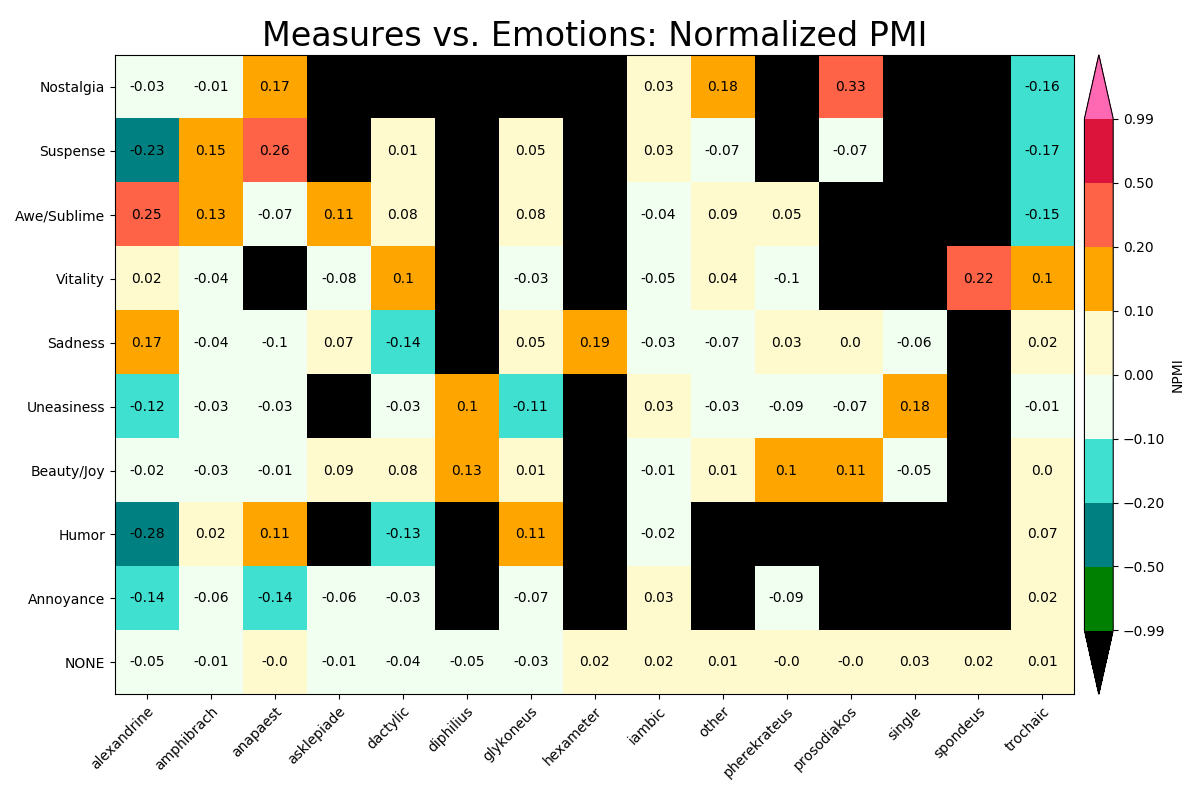 Measures vs. Emotions: Normalized PMI
Nostalgia -0.03 -0.01 0.17 0.03 0.18 0.33 -0.16
Suspense -0.23 0.15 0.26 0.01 0.05 0.03 -0.07 -0.07 -0.17
Awe/Sublime 0.25 0.13 -0.07 0.11 0.08 0.08 -0.04 0.09 0.05 -0.15
Vitality 0.02 -0.04 -0.08 0.1 -0.03 -0.05 0.04 -0.1 0.22 0.1
Sadness 0.17 -0.04 -0.1 0.07 -0.14 0.05 0.19 -0.03 -0.07 0.03 0.0 -0.06 0.02
Uneasiness -0.12 -0.03 -0.03 -0.03 0.1 -0.11 0.03 -0.03 -0.09 -0.07 0.18 -0.01
Beauty/Joy -0.02 -0.03 -0.01 0.09 0.08 0.13 0.01 -0.01 0.01 0.1 0.11 -0.05 0.0
Humor -0.28 0.02 0.11 -0.13 0.11 -0.02 0.07
Annoyance -0.14 -0.06 -0.14 -0.06 -0.03 -0.07 0.03 -0.09 0.02
NONE -0.05 -0.01 -0.0 -0.01 -0.04 -0.05 -0.03 0.02 0.02 0.01 -0.0 -0.0 0.03 0.02 0.01
alexandrine
amphibrach
anapaest
asklepiade
dactylic
diphilius
glykoneus
hexameter
iambic
other
pherekrateus
prosodiakos
single
spondeus
trochaic
0.99
0.50
0.20
0.10
0.00
−0.10
−0.20
−0.50
−0.99
NPMI